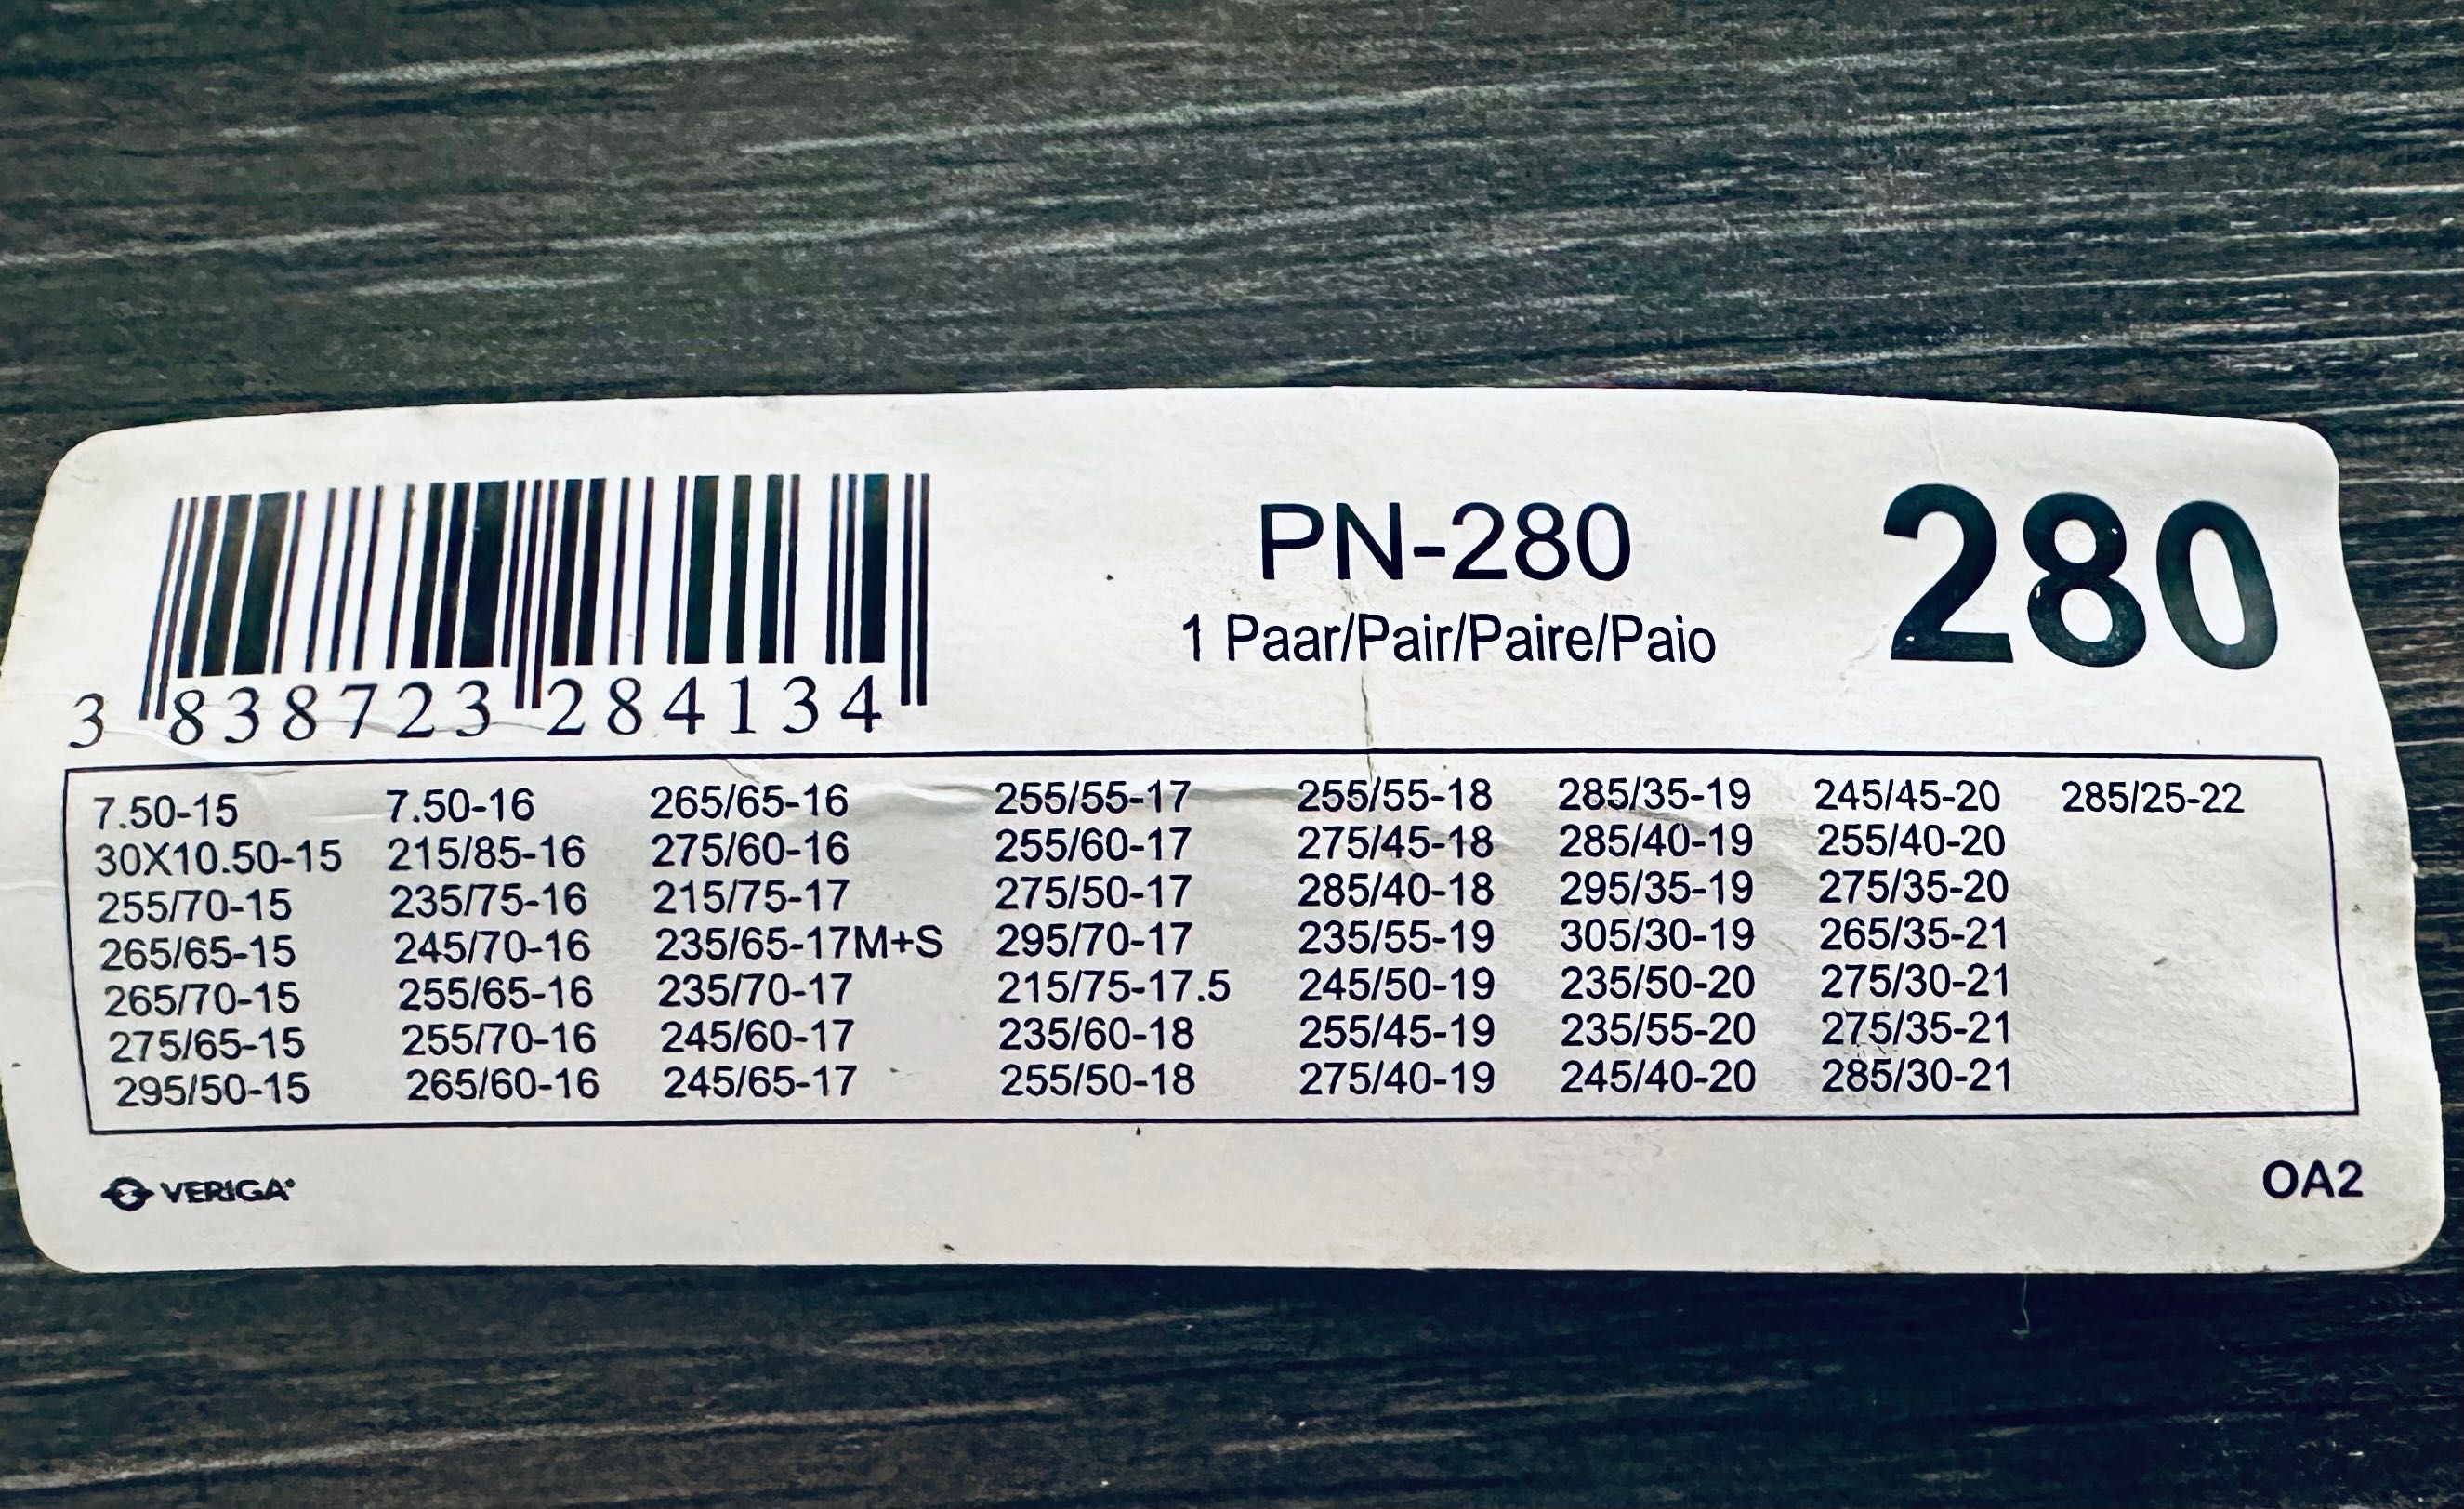 PN-280
280
1 Paar/Pair/Paire/Paio
3 838723 284134
7.50-15 7.50-16 265/65-16 255/55-17 255/55-18 285/35-19 245/45-20 285/25-22
30X10.50-15 215/85-16 275/60-16 255/60-17 275/45-18 285/40-19 255/40-20
255/70-15 235/75-16 215/75-17 275/50-17 285/40-18 295/35-19 275/35-20
265/65-15 245/70-16 235/65-17M+S 295/70-17 235/55-19 305/30-19 265/35-21
265/70-15 255/65-16 235/70-17 215/75-17.5 245/50-19 235/50-20 275/30-21
275/65-15 255/70-16 245/60-17 235/60-18 255/45-19 235/55-20 275/35-21
295/50-15 265/60-16 245/65-17 255/50-18 275/40-19 245/40-20 285/30-21
VERIGA
OA2